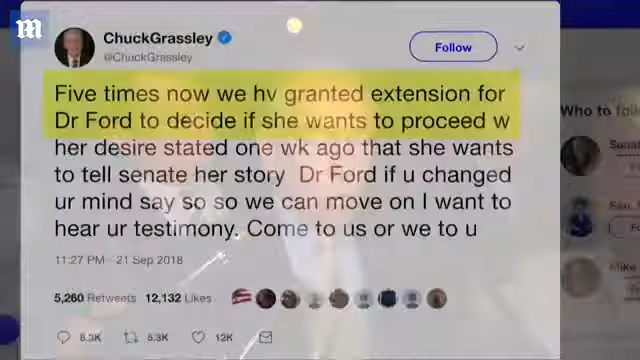 M
ChuckGrassley
@ChuckGrassley
Follow
Five times now we hv granted extension for
Dr Ford to decide if she wants to proceed w
her desire stated one wk ago that she wants
to tell senate her story Dr Ford if u changed
ur mind say so so we can move on I want to
hear ur testimony. Come to us or we to u
11:27 PM - 21 Sep 2018
5,260 Retweets 12,132 Likes
5.3K 12K
Who to
Mike